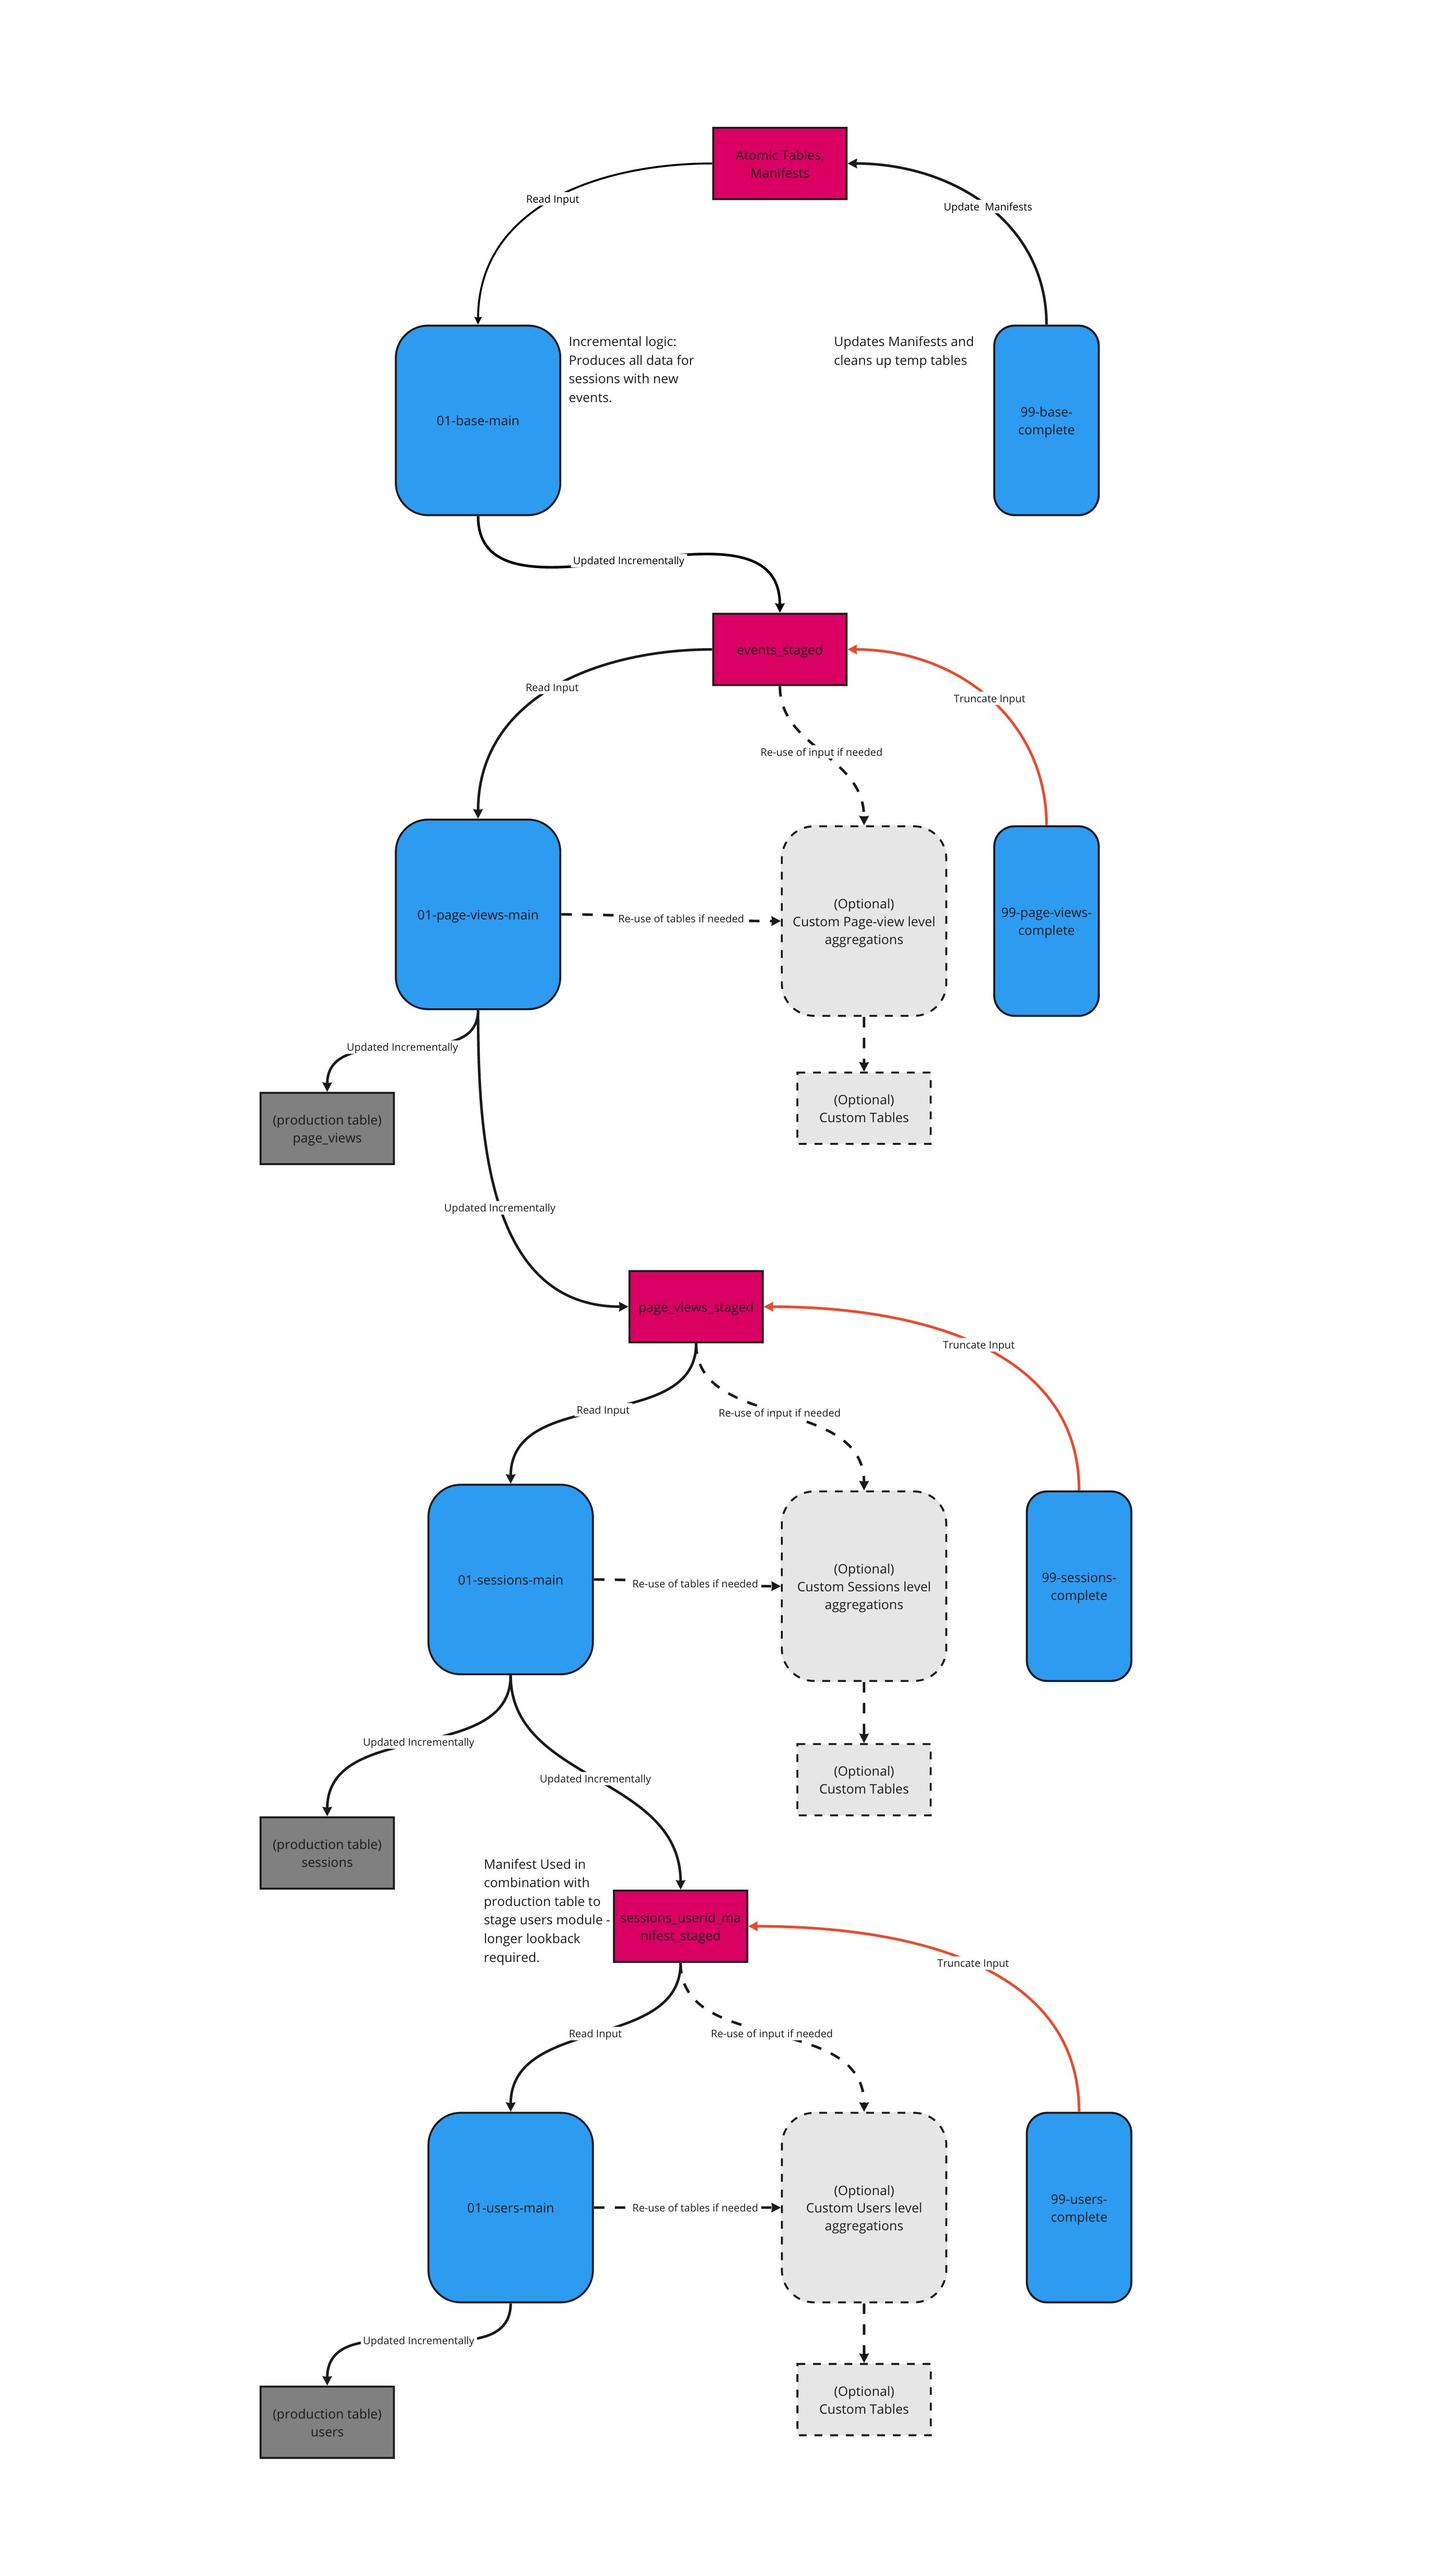 Atomic Tables,
Manifests
Read Input
Update  Manifests
Incremental logic:
Produces all data for
sessions with new
events.
Updates Manifests and
cleans up temp tables
01-base-main
99-base-
complete
Updated Incrementally
events_staged
Read Input
Truncate Input
Re-use of input if needed
01-page-views-main
Re-use of tables if needed
(Optional)
Custom Page-view level
aggregations
99-page-views-
complete
Updated Incrementally
(production table)
page_views
(Optional)
Custom Tables
Updated Incrementally
page_views_staged
Truncate Input
Read Input
Re-use of input if needed
01-sessions-main
Re-use of tables if needed
(Optional)
Custom Sessions level
aggregations
99-sessions-
complete
Updated Incrementally
Updated Incrementally
(Optional)
Custom Tables
(production table)
sessions
Manifest Used in
combination with
production table to
stage users module -
longer lookback
required.
sessions_userid_ma
nifest_staged
Truncate Input
Read Input
Re-use of input if needed
01-users-main
Re-use of tables if needed
(Optional)
Custom Users level
aggregations
99-users-
complete
Updated Incrementally
(production table)
users
(Optional)
Custom Tables